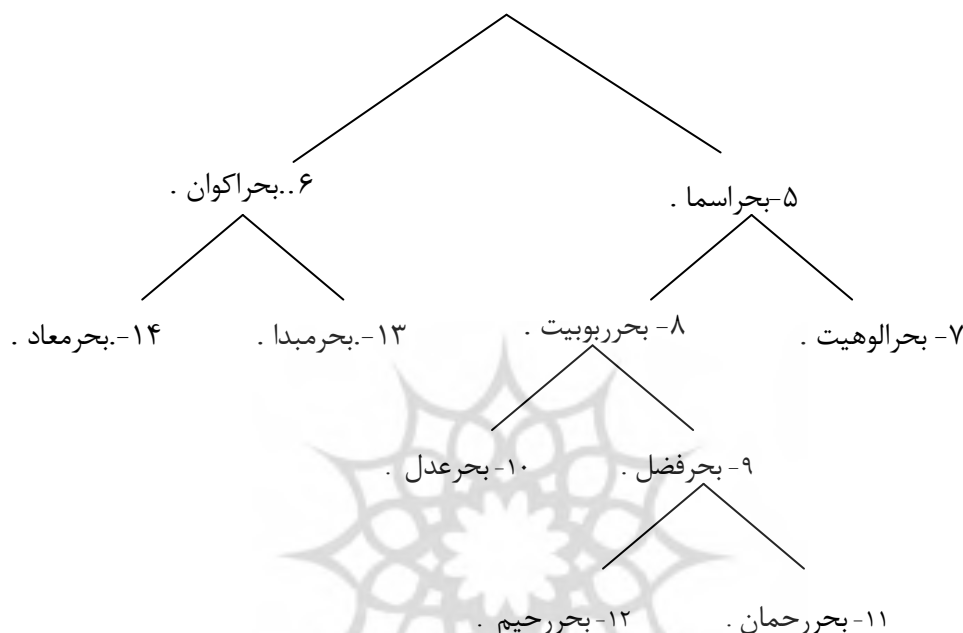 ۵-بحراسما .
۶..بحراکوان .
۷- بحرالوهیت .
۸- بحرربوبیت .
۱۳-.بحرمبدا .
۱۴-.بحرمعاد .
۹- بحرفضل .
۱۰- بحرعدل .
۱۱- بحررحمان .
۱۲- بحررحیم .